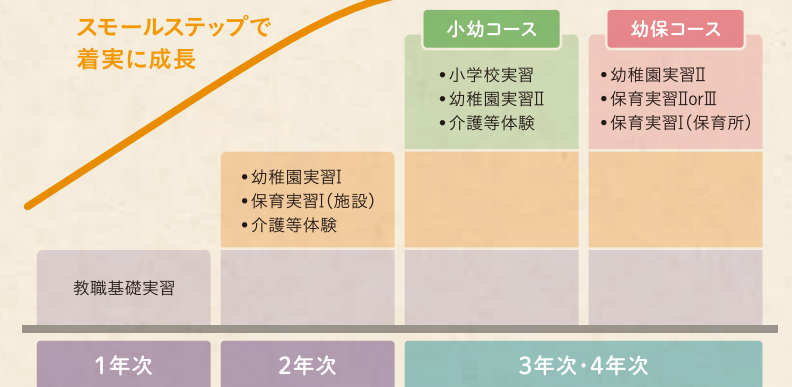 スモールステップで
着実に成長
小幼コース
•小学校実習
•幼稚園実習Ⅱ
•介護等体験
幼保コース
•幼稚園実習Ⅱ
•保育実習ⅡorⅢ
•保育実習Ⅰ(保育所)
•幼稚園実習Ⅰ
•保育実習Ⅰ(施設)
•介護等体験
教職基礎実習
1年次
2年次
3年次・4年次